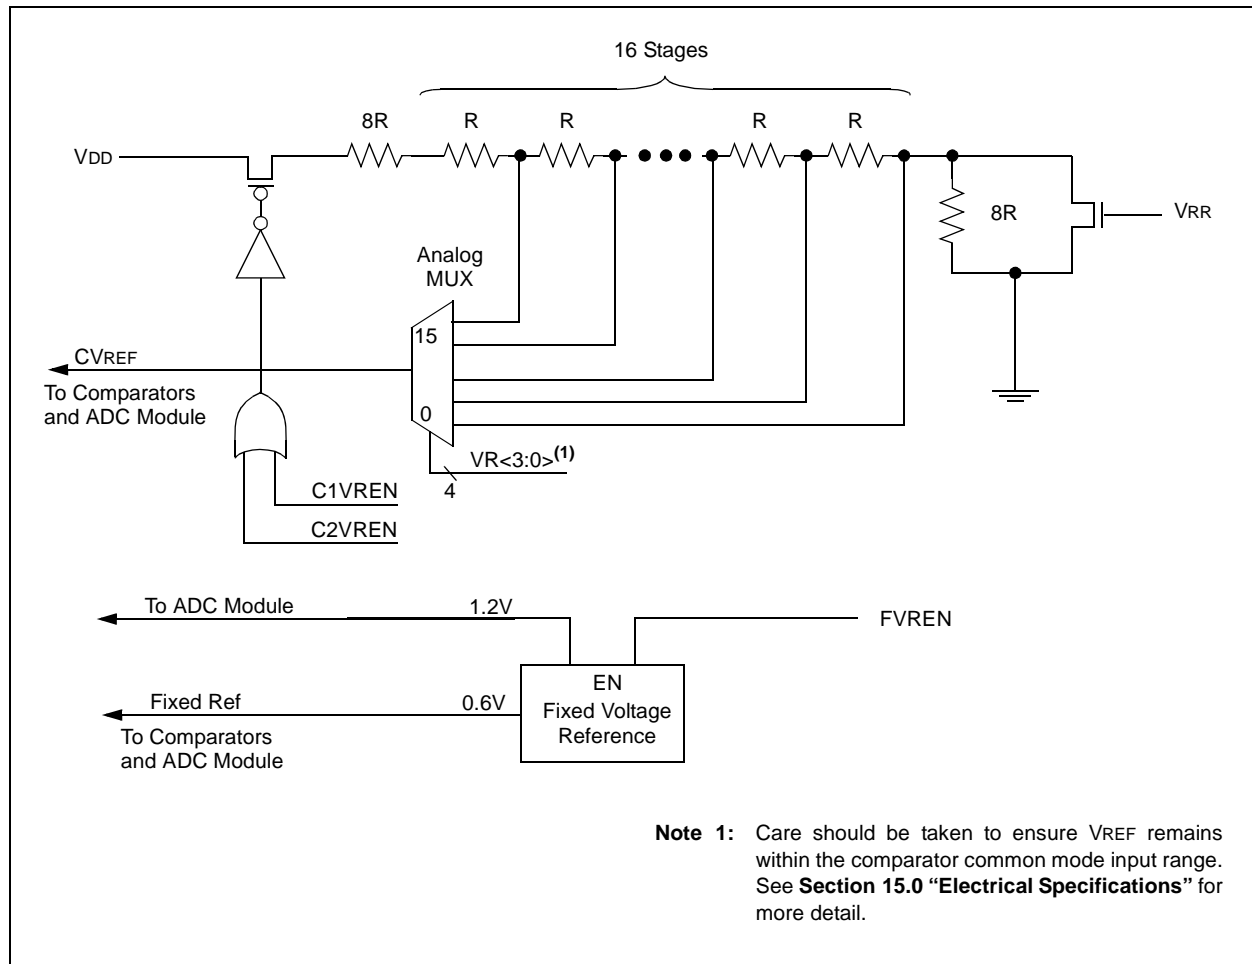 16 Stages
8R R R R R
VDD
8R
VRR
Analog
MUX
15
CVREF
To Comparators
and ADC Module
0
VR<3:0>(1)
4
C1VREN
C2VREN
To ADC Module 1.2V
FVREN
EN
Fixed Ref 0.6V
Fixed Voltage
Reference
To Comparators
and ADC Module
Note 1: Care should be taken to ensure VREF remains
within the comparator common mode input range.
See Section 15.0 “Electrical Specifications” for
more detail.